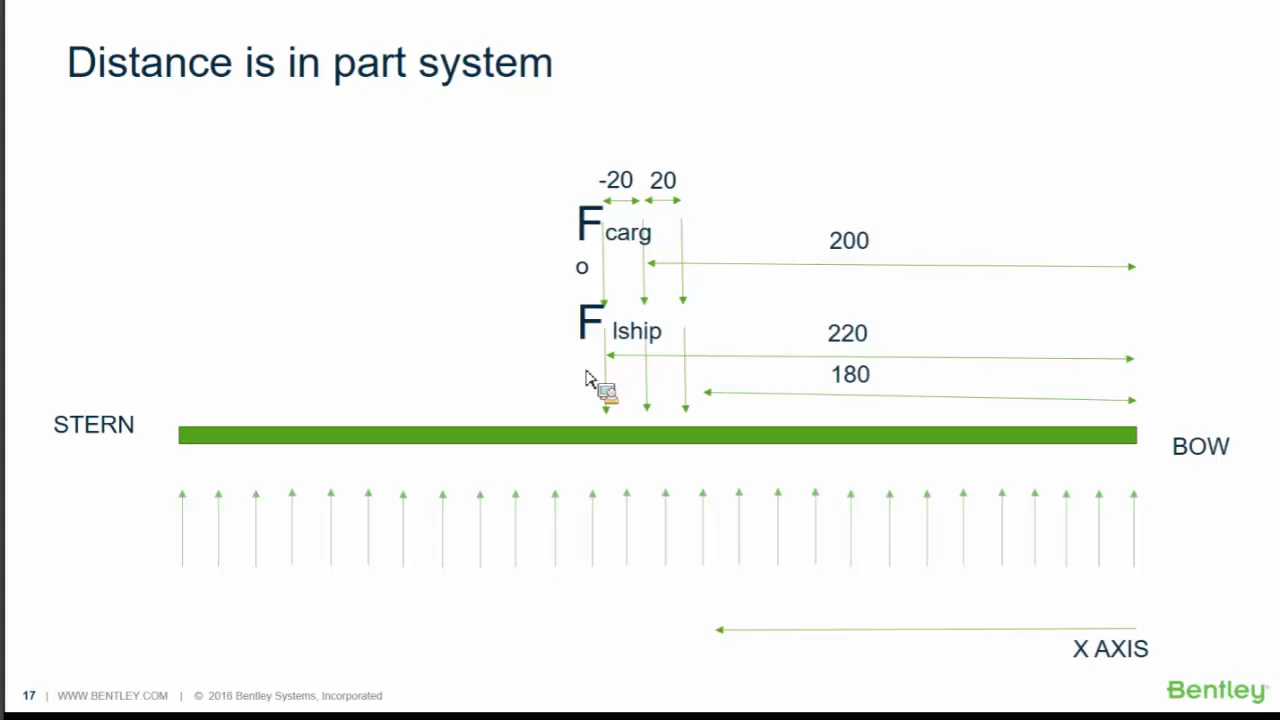 Distance is in part system
-20 20
F carg
o
200
F lship
220
180
STERN
BOW
X AXIS
17 | WWW.BENTLEY.COM | © 2016 Bentley Systems, Incorporated
Bentley®